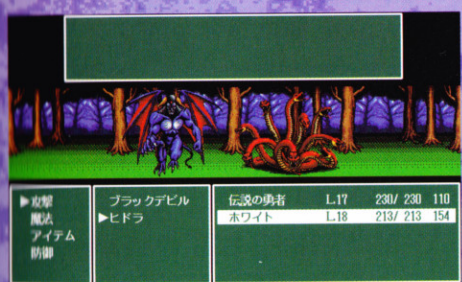 ▶攻撃
魔法
アイテム
防御
ブラックデビル
▶ヒドラ
伝説の勇者 L.17 230/ 230 110
ホワイト L.18 213/ 213 154